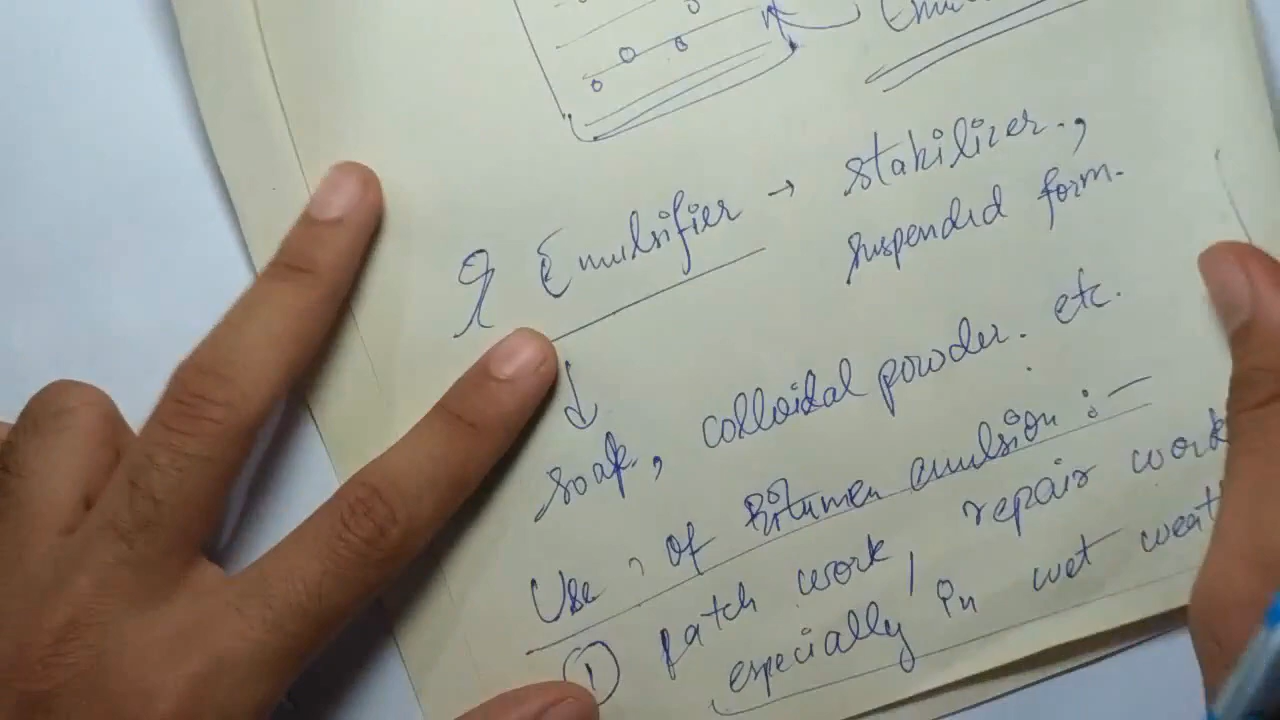 Emulsifier → stabilizer.,
suspended form.
↓
soap, colloidal powder. etc.
Use of Bitumen emulsion :-
① patch work, repair work
especially in wet